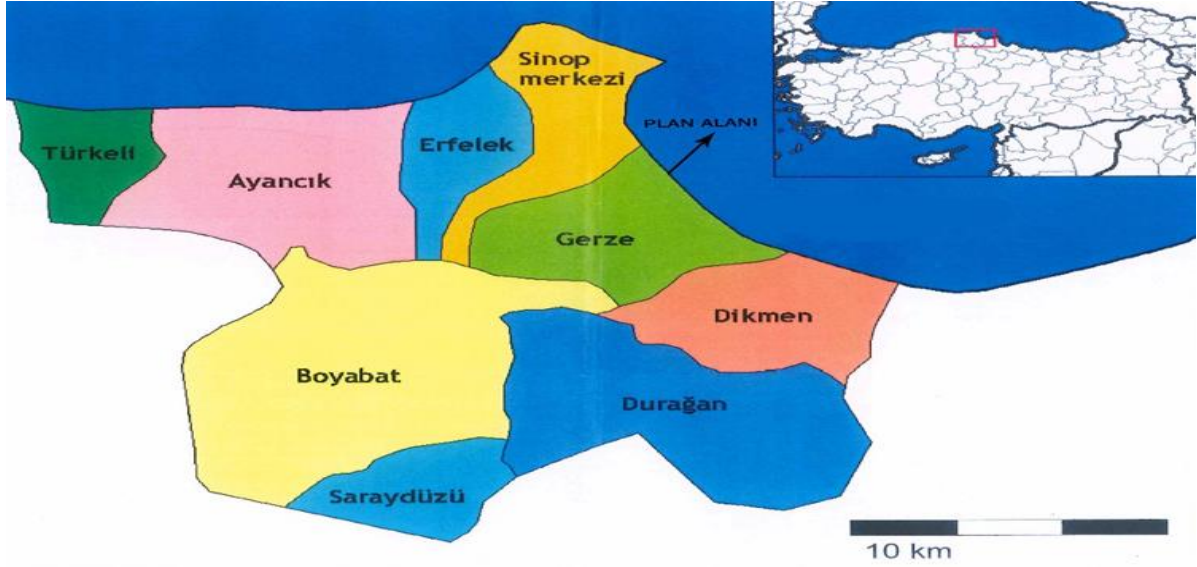 Sinop
merkezi
PLAN ALANI
Türkeli
Erfelek
Ayancık
Gerze
Dikmen
Boyabat
Durağan
Saraydüzü
10 km